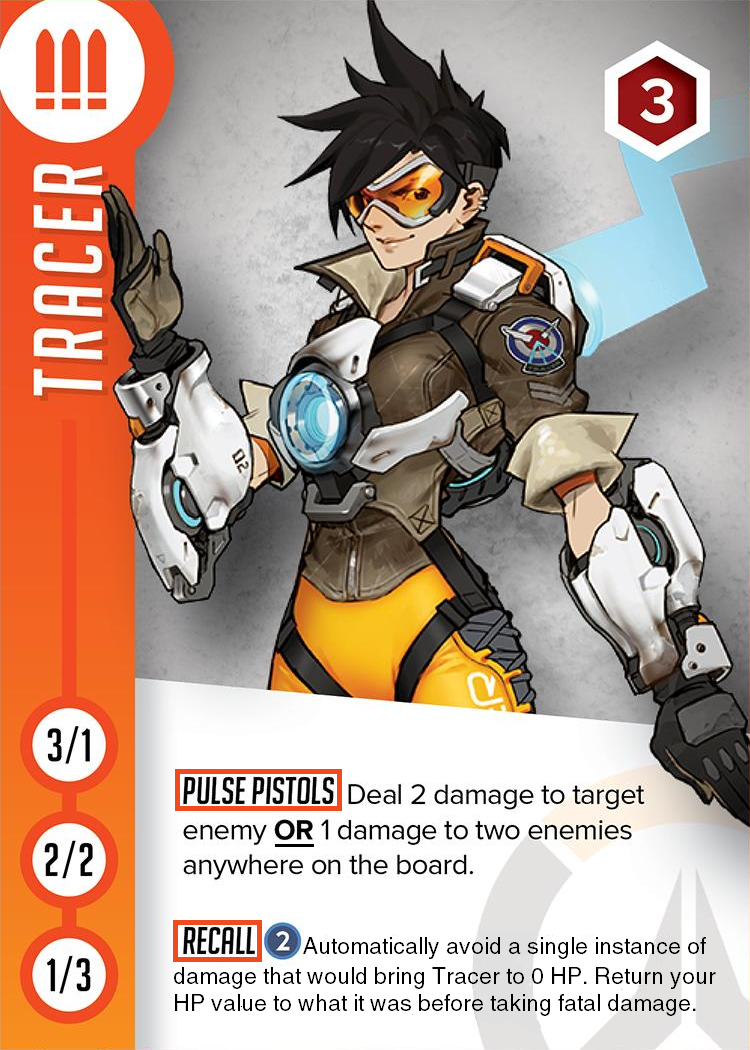 3
TRACER
02
3/1
2/2
1/3
PULSE PISTOLS Deal 2 damage to target
enemy OR 1 damage to two enemies
anywhere on the board.
RECALL 2 Automatically avoid a single instance of
damage that would bring Tracer to 0 HP. Return your
HP value to what it was before taking fatal damage.